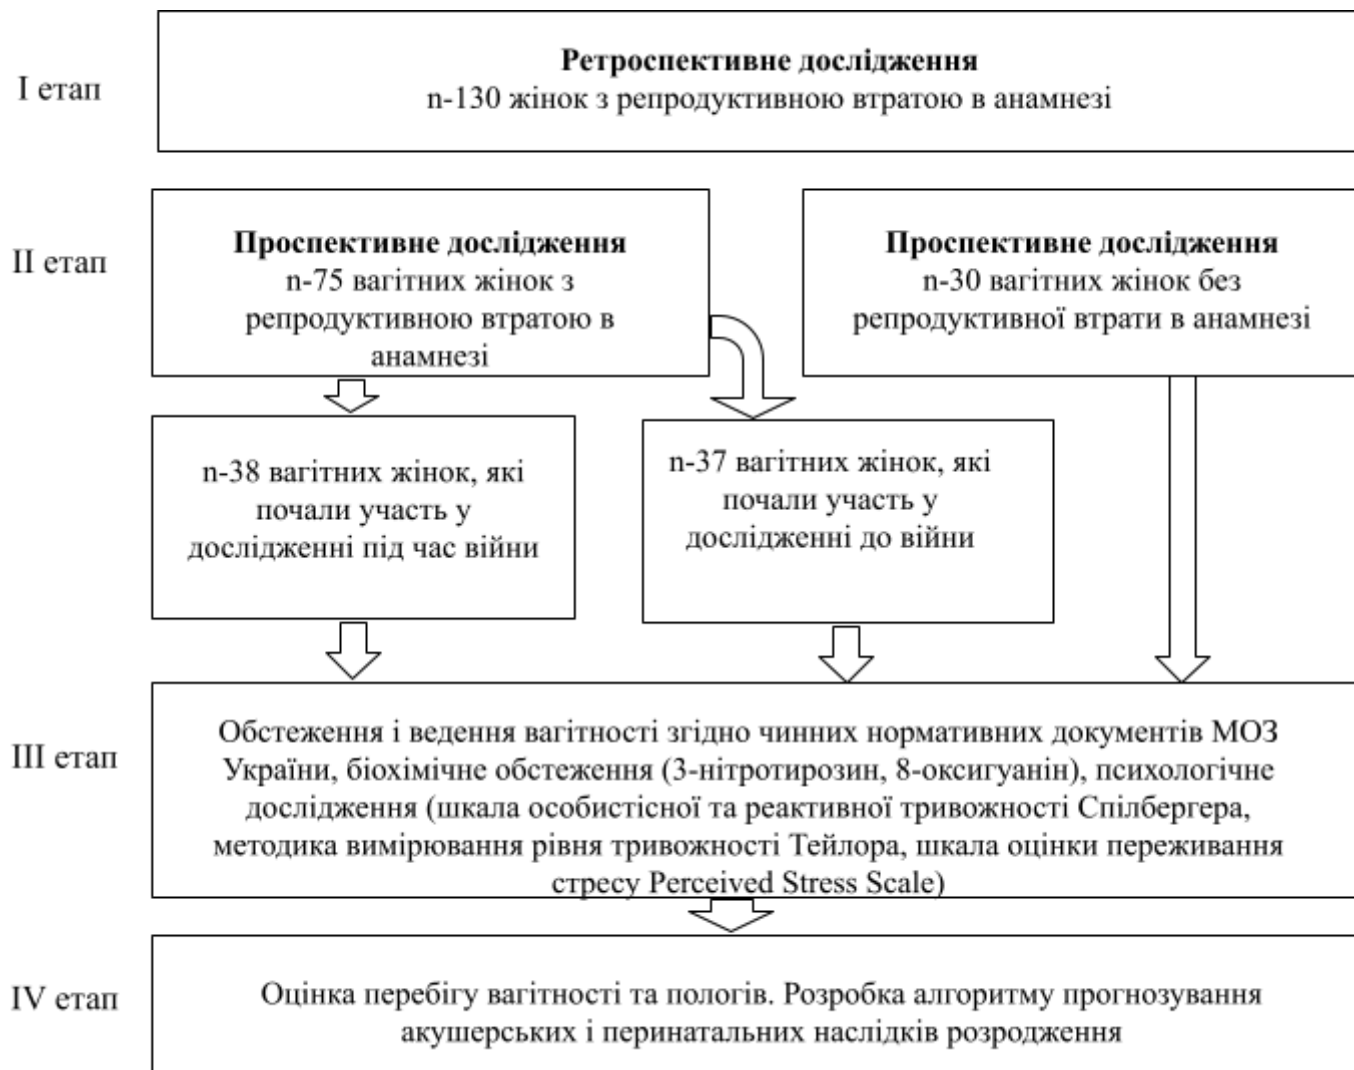 I етап
Ретроспективне дослідження
n-130 жінок з репродуктивною втратою в анамнезі
II етап
Проспективне дослідження
n-75 вагітних жінок з
репродуктивною втратою в
анамнезі
Проспективне дослідження
n-30 вагітних жінок без
репродуктивної втрати в анамнезі
n-38 вагітних жінок, які
почали участь у
дослідженні під час війни
n-37 вагітних жінок, які
почали участь у
дослідженні до війни
III етап
Обстеження і ведення вагітності згідно чинних нормативних документів МОЗ
України, біохімічне обстеження (3-нітротирозин, 8-оксигуанін), психологічне
дослідження (шкала особистісної та реактивної тривожності Спілбергера,
методика вимірювання рівня тривожності Тейлора, шкала оцінки переживання
стресу Perceived Stress Scale)
IV етап
Оцінка перебігу вагітності та пологів. Розробка алгоритму прогнозування
акушерських і перинатальних наслідків розродження